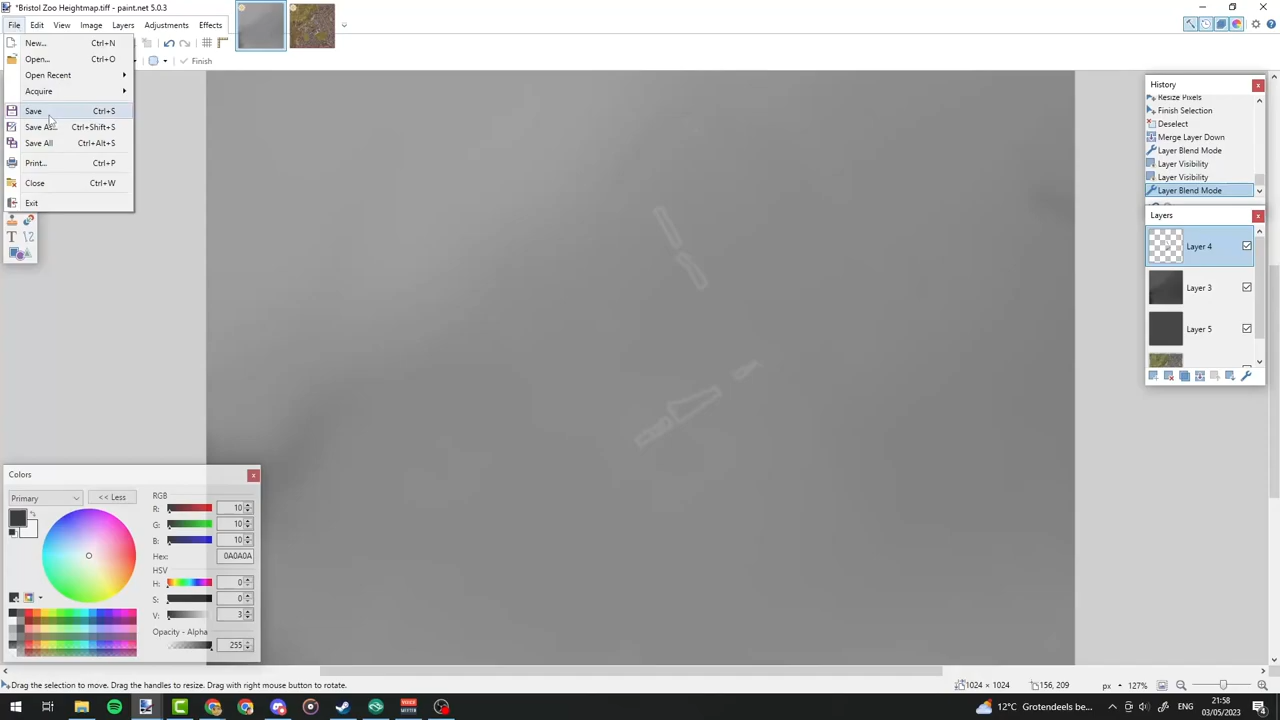 *Bristol Zoo Heightmap.tiff - paint.net 5.0.3
File Edit View Image Layers Adjustments Effects
New... Ctrl+N
Open... Ctrl+O
Open Recent
Acquire
Save Ctrl+S
Save As... Ctrl+Shift+S
Save All Ctrl+Alt+S
Print... Ctrl+P
Close Ctrl+W
Exit
Finish
History
Resize Pixels
Finish Selection
Deselect
Merge Layer Down
Layer Blend Mode
Layer Visibility
Layer Visibility
Layer Blend Mode
Layers
Layer 4
Layer 3
Layer 5
Colors
Primary
<< Less
RGB
R: 10
G: 10
B: 10
Hex: 0A0A0A
HSV
H: 0
S: 0
V: 3
Opacity - Alpha
255
Drag the selection to move. Drag the handles to resize. Drag with right mouse button to rotate.
1024 × 1024
156, 209
px
127%
12°C Grotendeels be...
ENG
21:58
03/05/2023